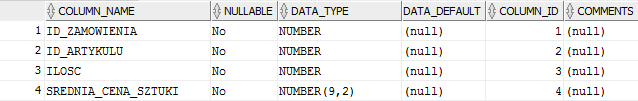 COLUMN_NAME NULLABLE DATA_TYPE DATA_DEFAULT COLUMN_ID COMMENTS
1 ID_ZAMOWIENIA No NUMBER (null) 1 (null)
2 ID_ARTYKULU No NUMBER (null) 2 (null)
3 ILOSC No NUMBER (null) 3 (null)
4 SREDNIA_CENA_SZTUKI No NUMBER(9,2) (null) 4 (null)